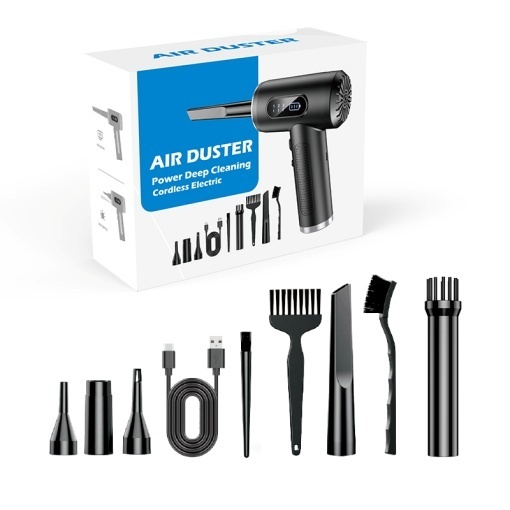 AIR DUSTER
AIR DUSTER
Power Deep Cleaning
Cordless Electric